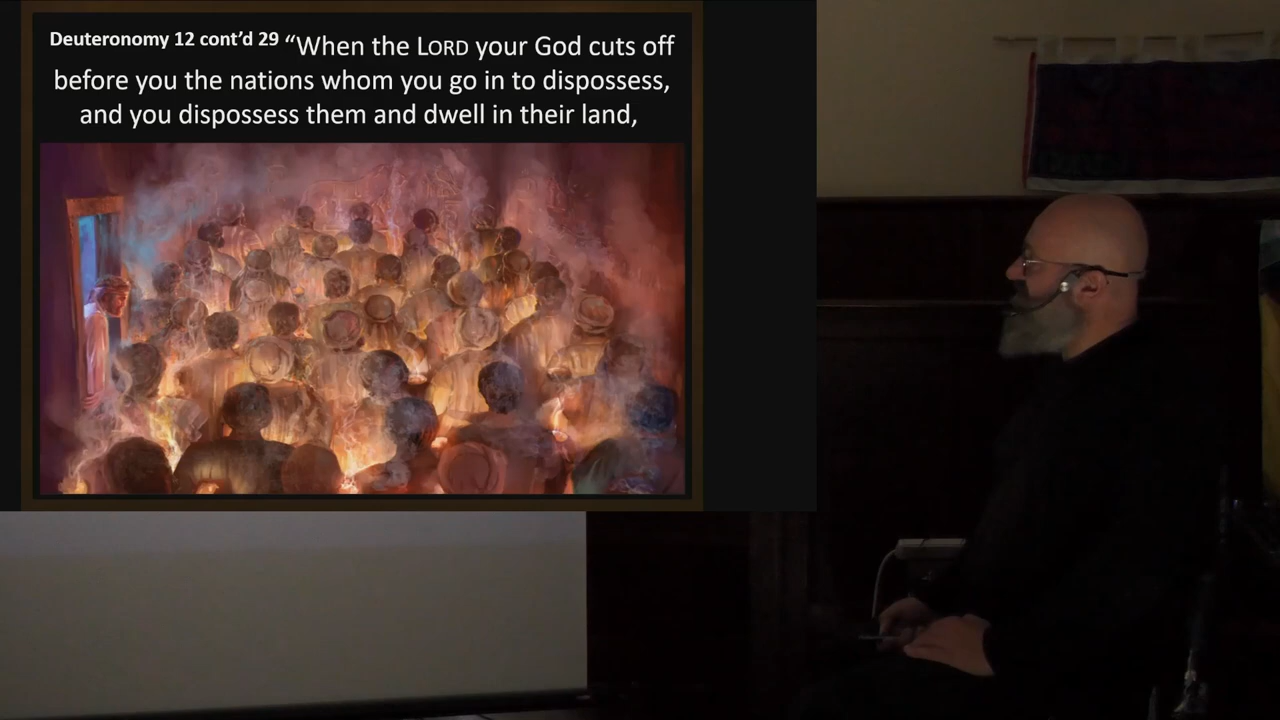 Deuteronomy 12 cont’d 29 “When the LORD your God cuts off
before you the nations whom you go in to dispossess,
and you dispossess them and dwell in their land,